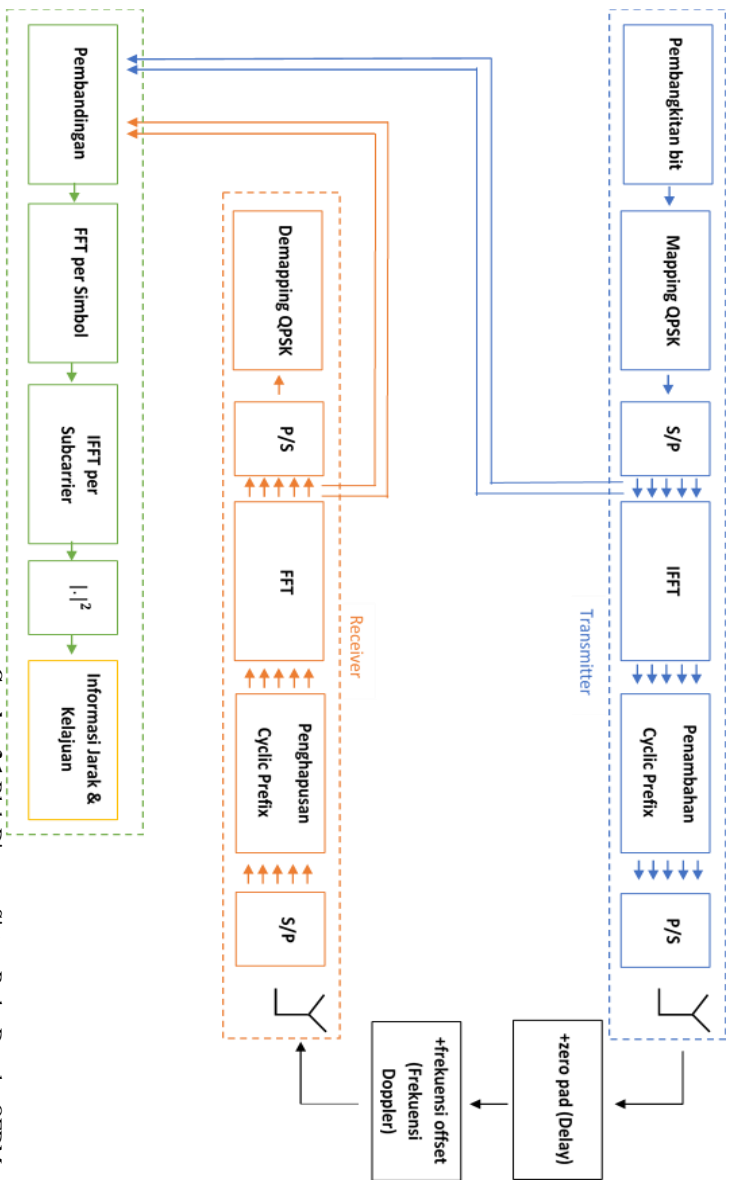 Pembangkitan bit
Mapping QPSK
S/P
IFFT
Penambahan
Cyclic Prefix
P/S
Transmitter
+zero pad (Delay)
+frekuensi offset
(Frekuensi
Doppler)
Receiver
Demapping QPSK
P/S
FFT
Penghapusan
Cyclic Prefix
S/P
Pembandingan
FFT per Simbol
IFFT per
Subcarrier
|.|²
Informasi Jarak &
Kelajuan